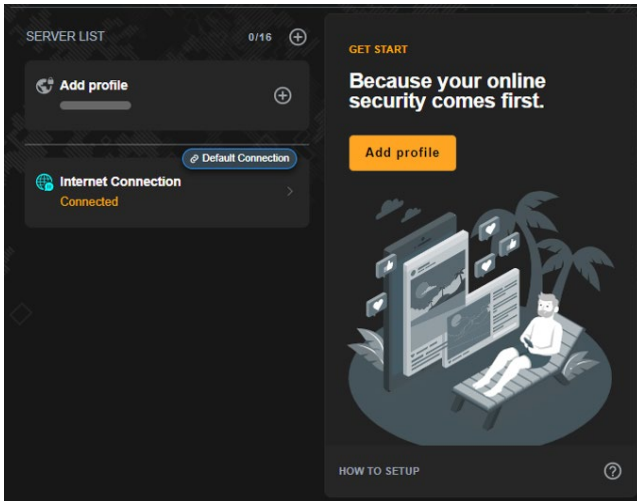 SERVER LIST
0/16
Add profile
Default Connection
Internet Connection
Connected
GET START
Because your online
security comes first.
Add profile
HOW TO SETUP